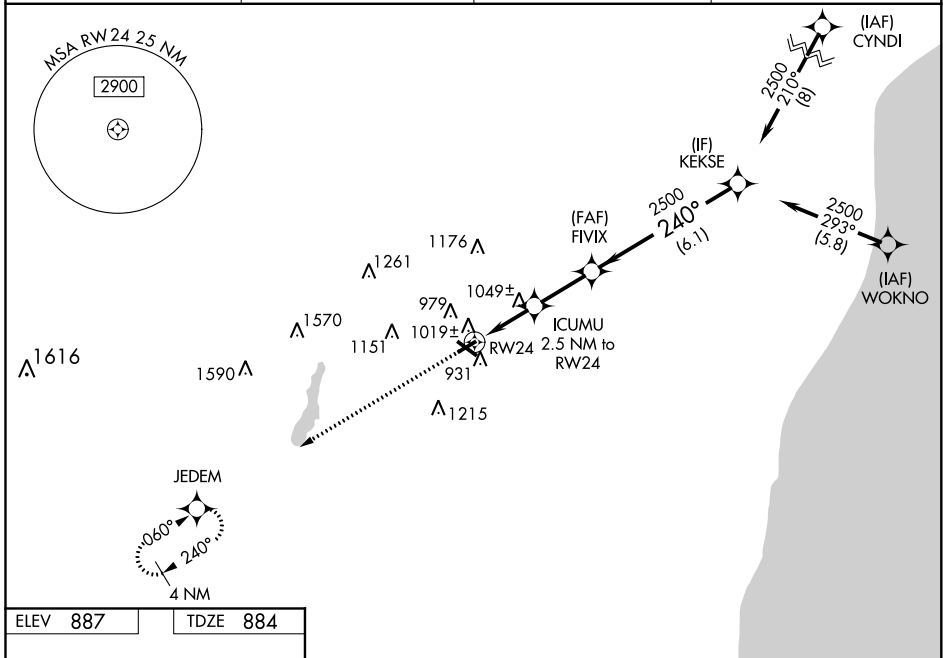 MSA RW24 25 NM
2900
(IAF)
CYNDI
2500
210°
(8)
(IF)
KEKSE
2500
240°
(6.1)
2500
293°
(5.8)
(IAF)
WOKNO
(FAF)
FIVIX
1176
1261
1049±
979
1019±
1570
1151
RW24
ICUMU
2.5 NM to
RW24
1616
1590
931
1215
JEDEM
060°
240°
4 NM
ELEV 887
TDZE 884